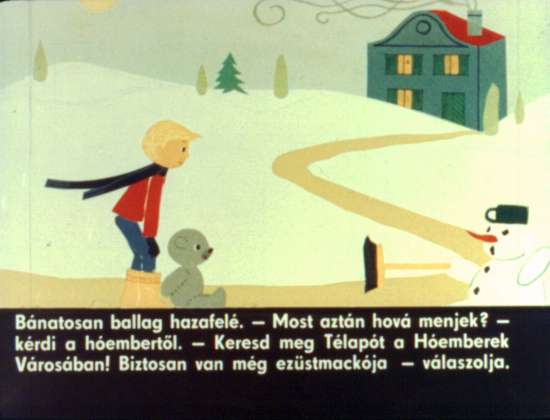 Bánatosan ballag hazafelé. — Most aztán hová menjek? —
kérdi a hóembertől. — Keresd meg Télapót a Hóemberek
Városában! Biztosan van még ezüstmackója — válaszolja.